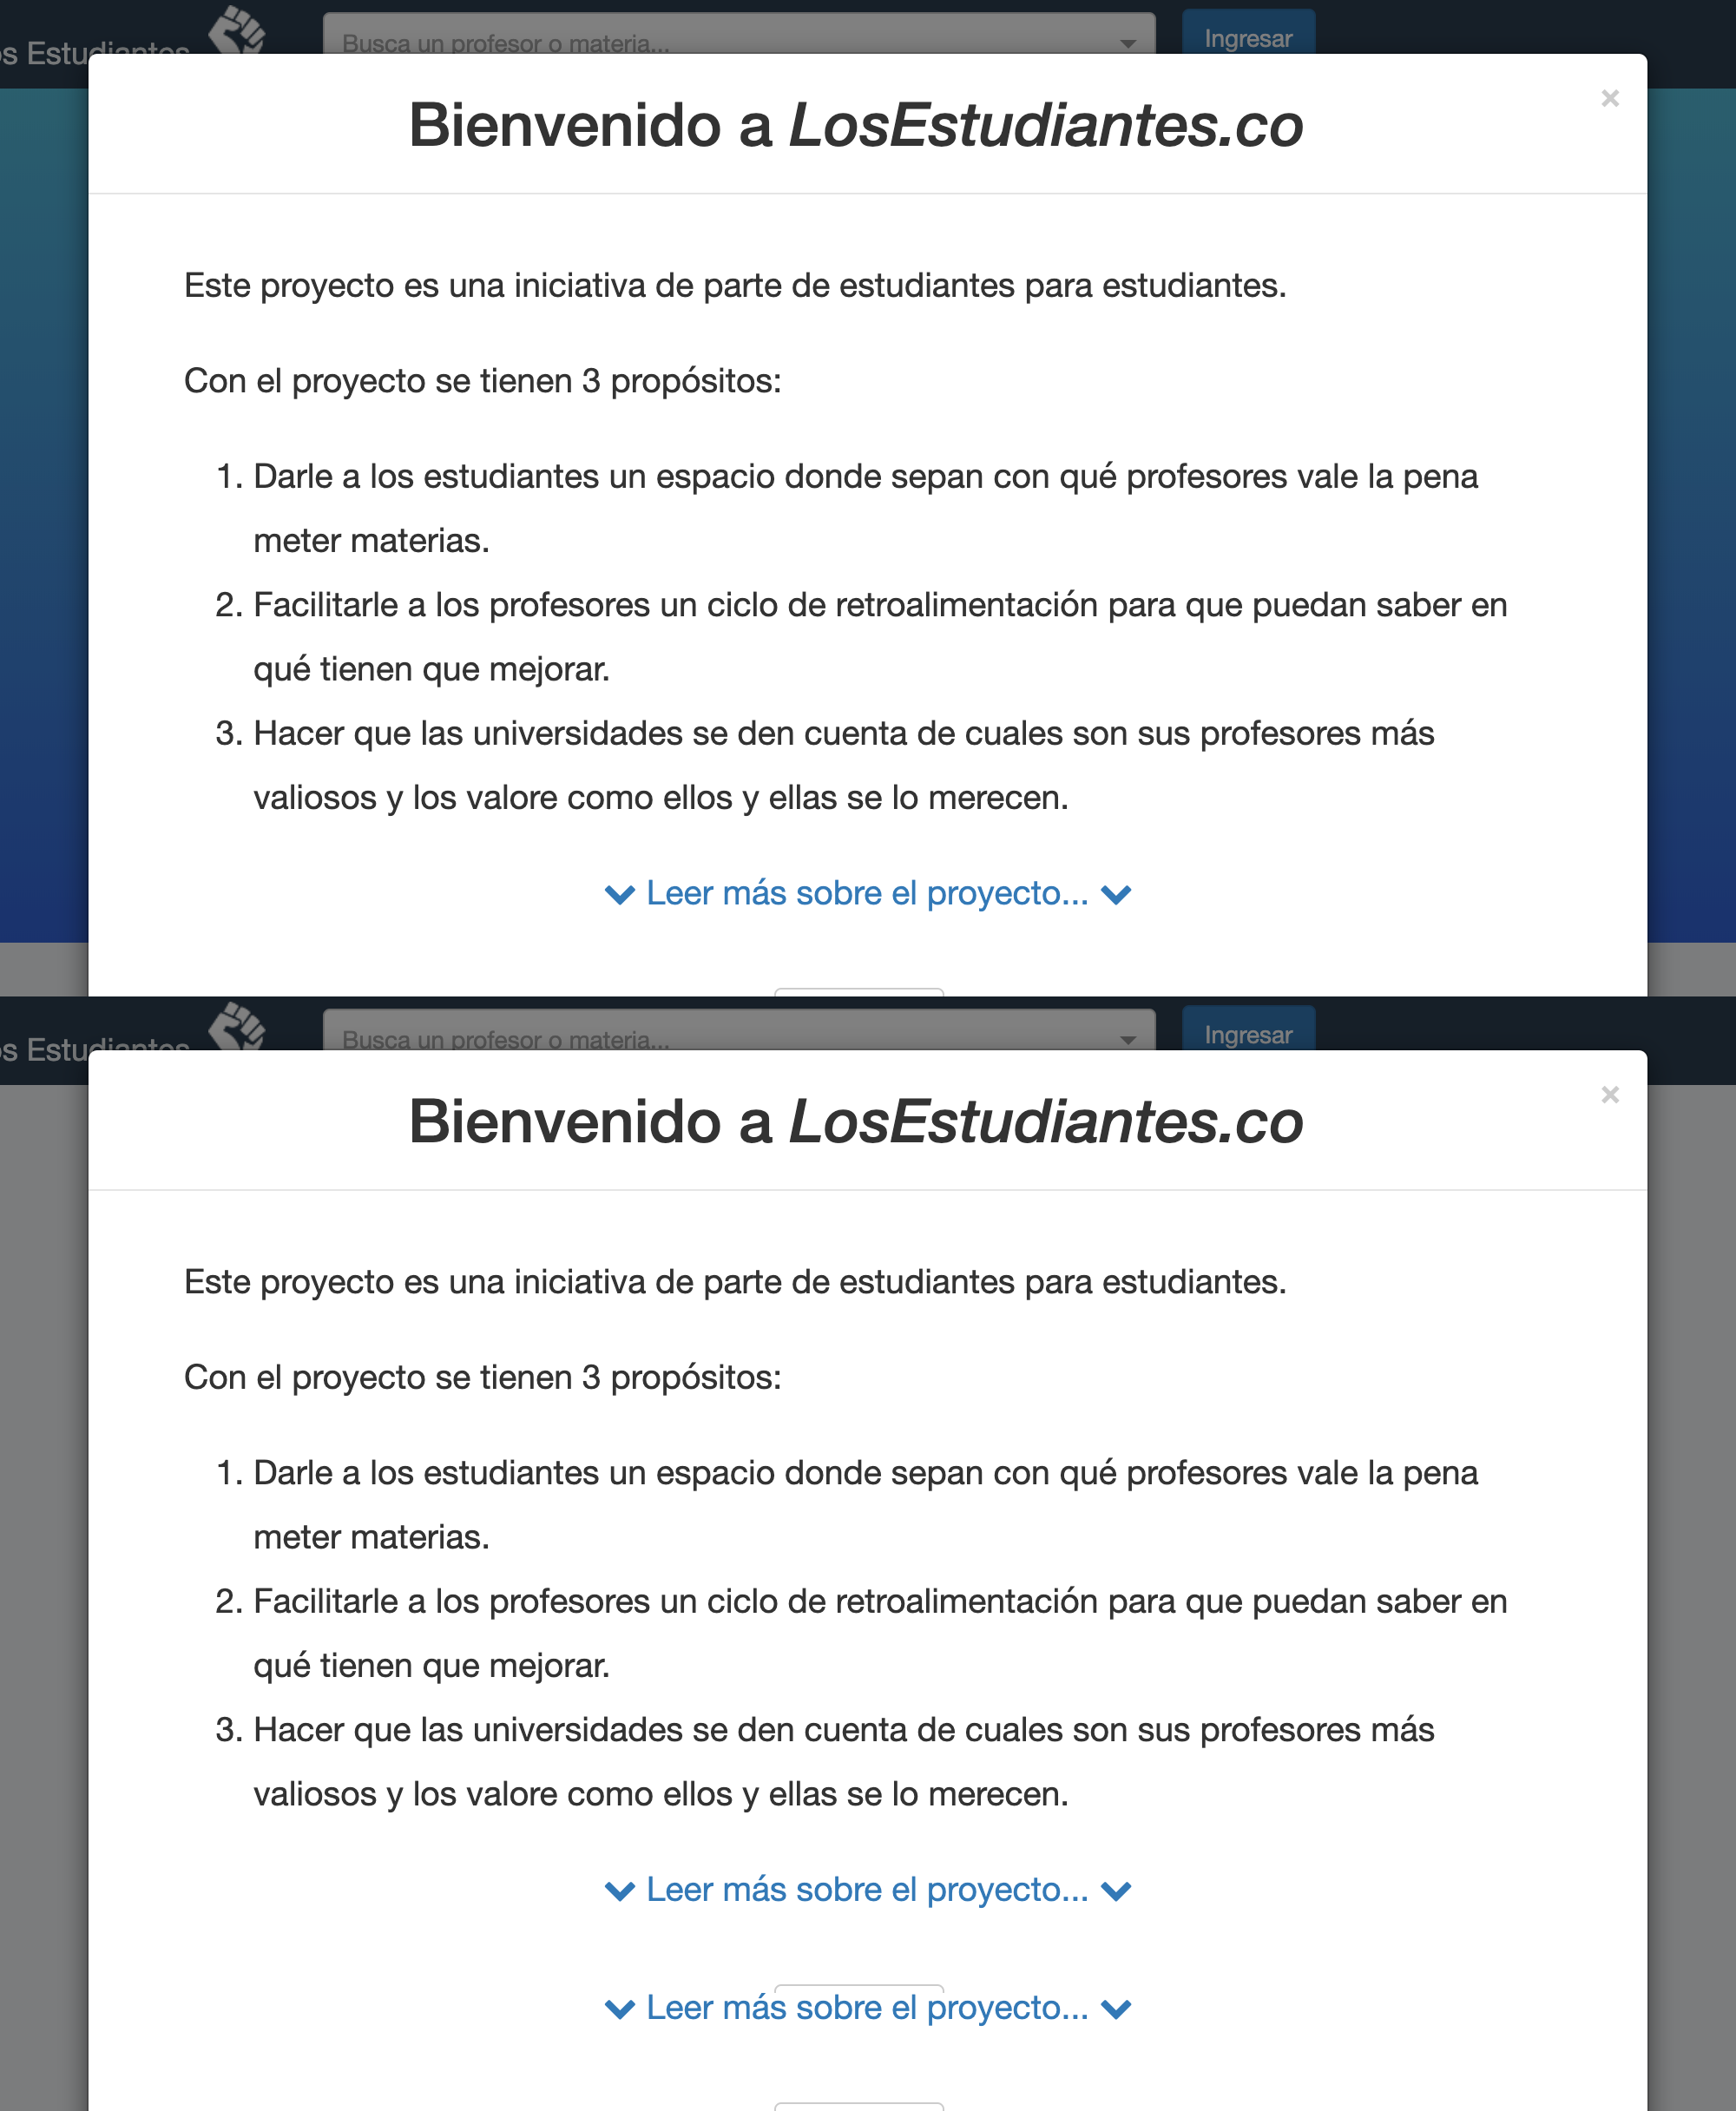 s Estudiantes
Busca un profesor o materia...
Ingresar
×
Bienvenido a LosEstudiantes.co
Este proyecto es una iniciativa de parte de estudiantes para estudiantes.
Con el proyecto se tienen 3 propósitos:
1. Darle a los estudiantes un espacio donde sepan con qué profesores vale la pena
meter materias.
2. Facilitarle a los profesores un ciclo de retroalimentación para que puedan saber en
qué tienen que mejorar.
3. Hacer que las universidades se den cuenta de cuales son sus profesores más
valiosos y los valore como ellos y ellas se lo merecen.
Leer más sobre el proyecto...
s Estudiantes
Busca un profesor o materia...
Ingresar
×
Bienvenido a LosEstudiantes.co
Este proyecto es una iniciativa de parte de estudiantes para estudiantes.
Con el proyecto se tienen 3 propósitos:
1. Darle a los estudiantes un espacio donde sepan con qué profesores vale la pena
meter materias.
2. Facilitarle a los profesores un ciclo de retroalimentación para que puedan saber en
qué tienen que mejorar.
3. Hacer que las universidades se den cuenta de cuales son sus profesores más
valiosos y los valore como ellos y ellas se lo merecen.
Leer más sobre el proyecto...
Leer más sobre el proyecto...